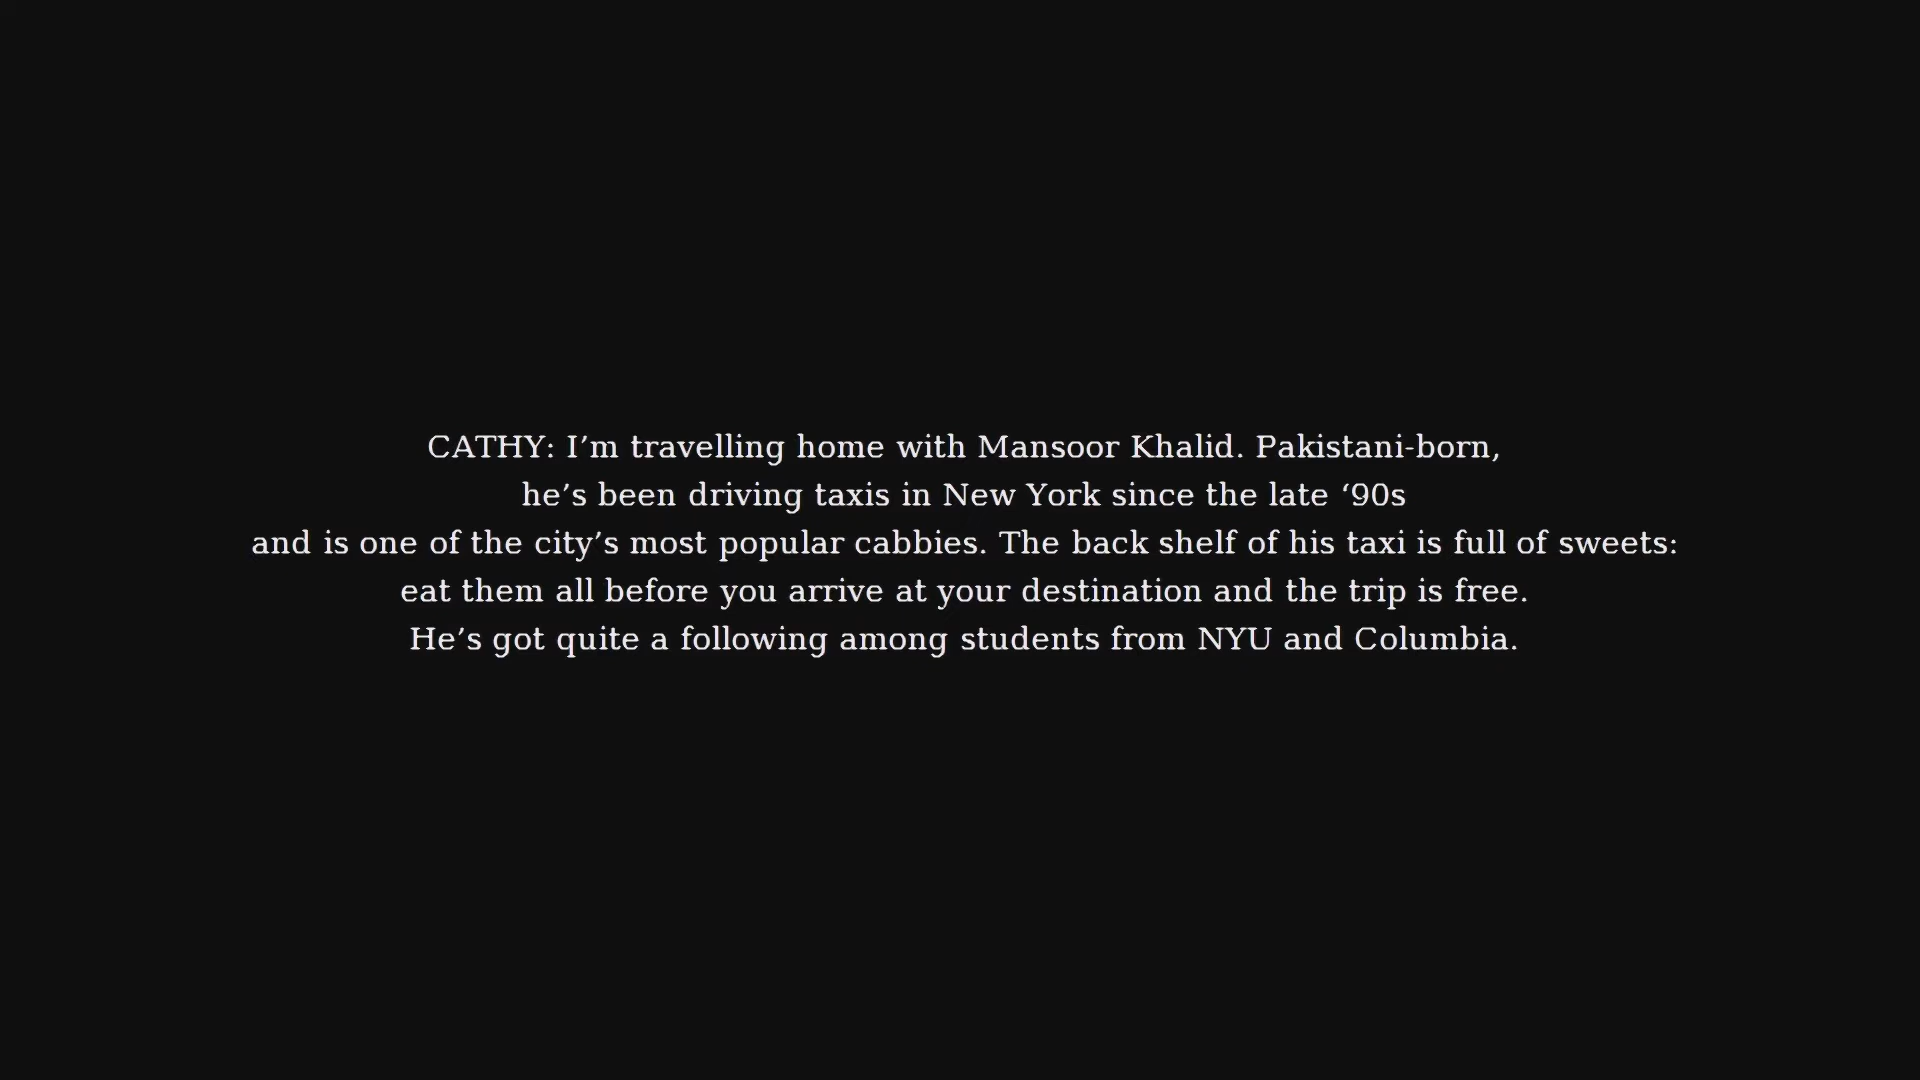 CATHY: I’m travelling home with Mansoor Khalid. Pakistani-born,
he’s been driving taxis in New York since the late ‘90s
and is one of the city’s most popular cabbies. The back shelf of his taxi is full of sweets:
eat them all before you arrive at your destination and the trip is free.
He’s got quite a following among students from NYU and Columbia.